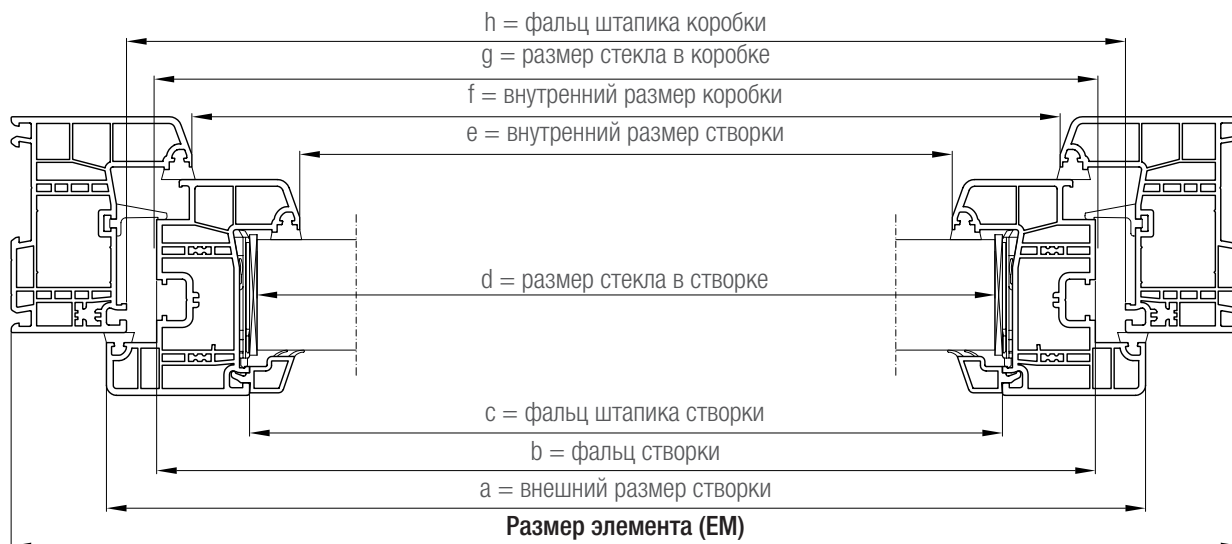 h = фальц штапика коробки
g = размер стекла в коробке
f = внутренний размер коробки
e = внутренний размер створки
d = размер стекла в створке
c = фальц штапика створки
b = фальц створки
a = внешний размер створки
Размер элемента (EM)